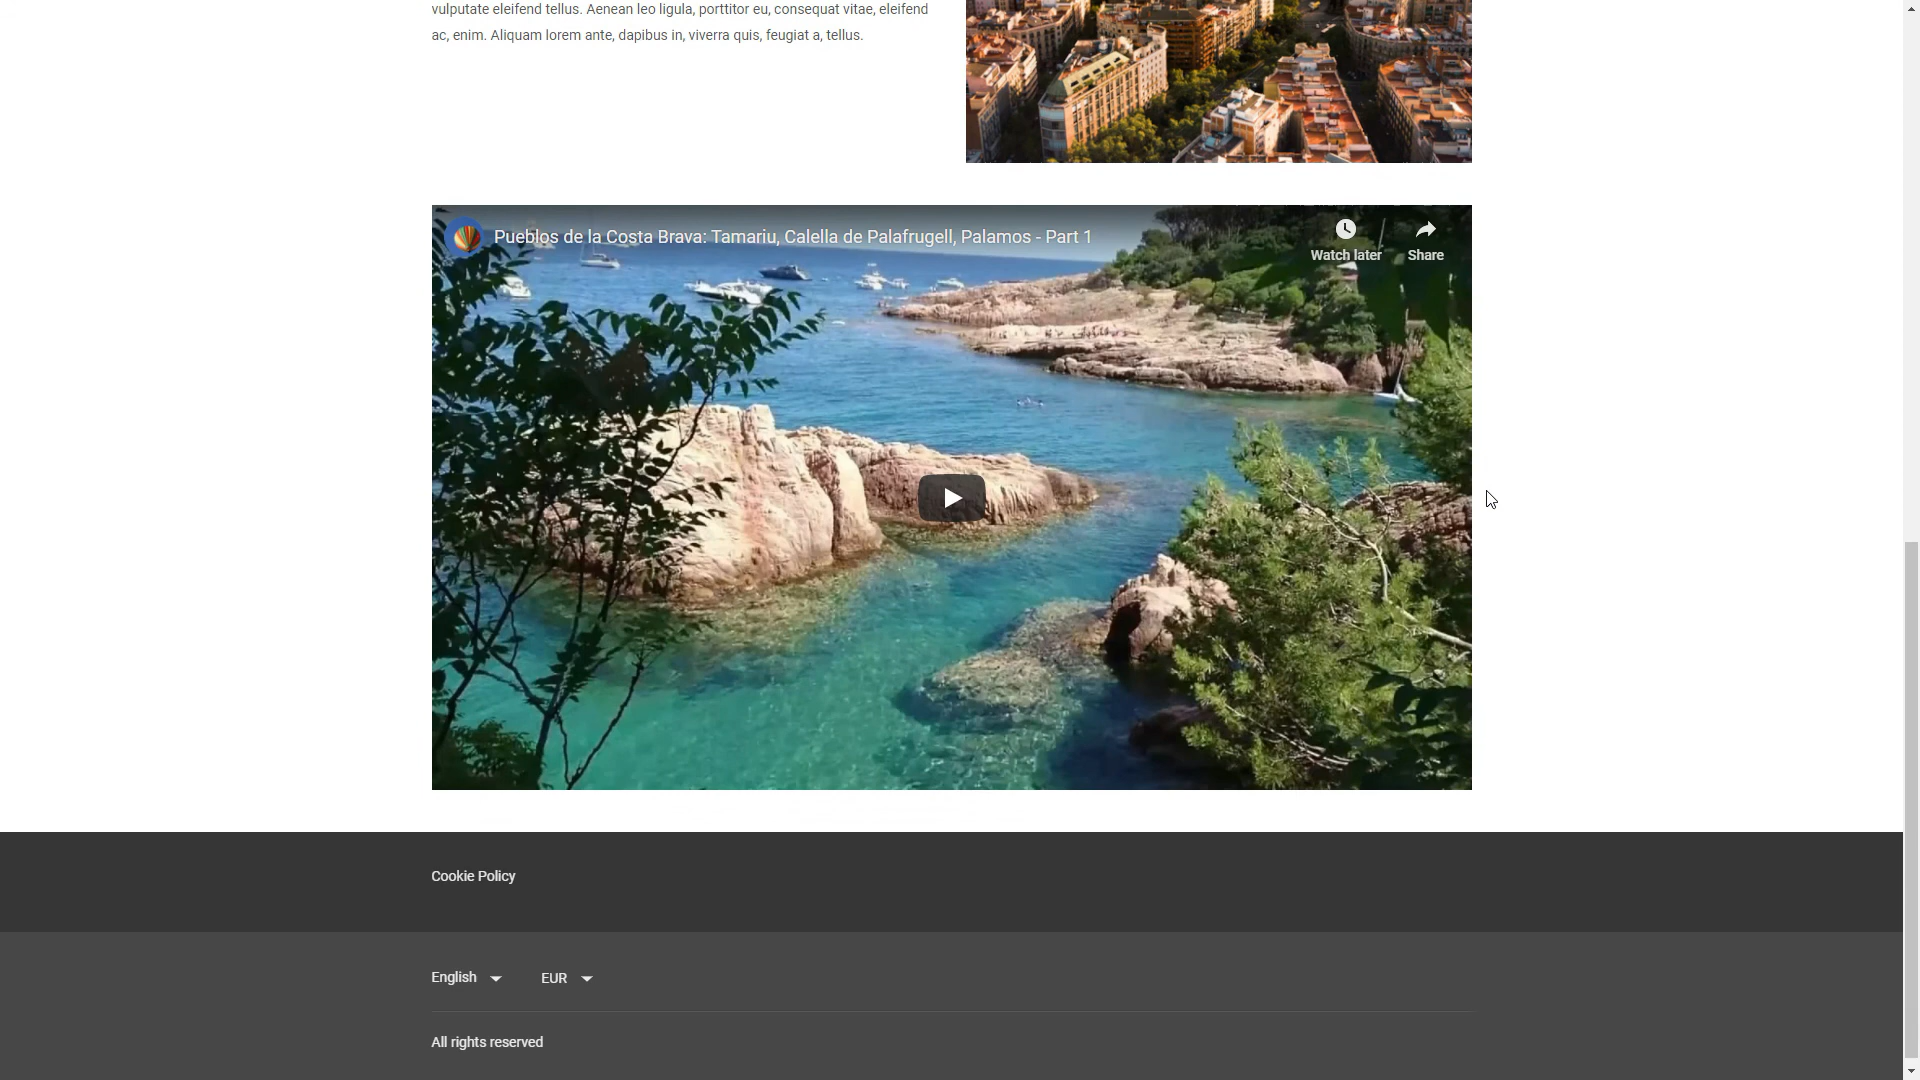 vulputate eleifend tellus. Aenean leo ligula, porttitor eu, consequat vitae, eleifend
ac, enim. Aliquam lorem ante, dapibus in, viverra quis, feugiat a, tellus.
Pueblos de la Costa Brava: Tamariu, Calella de Palafrugell, Palamos - Part 1
Watch later
Share
Cookie Policy
English
EUR
All rights reserved